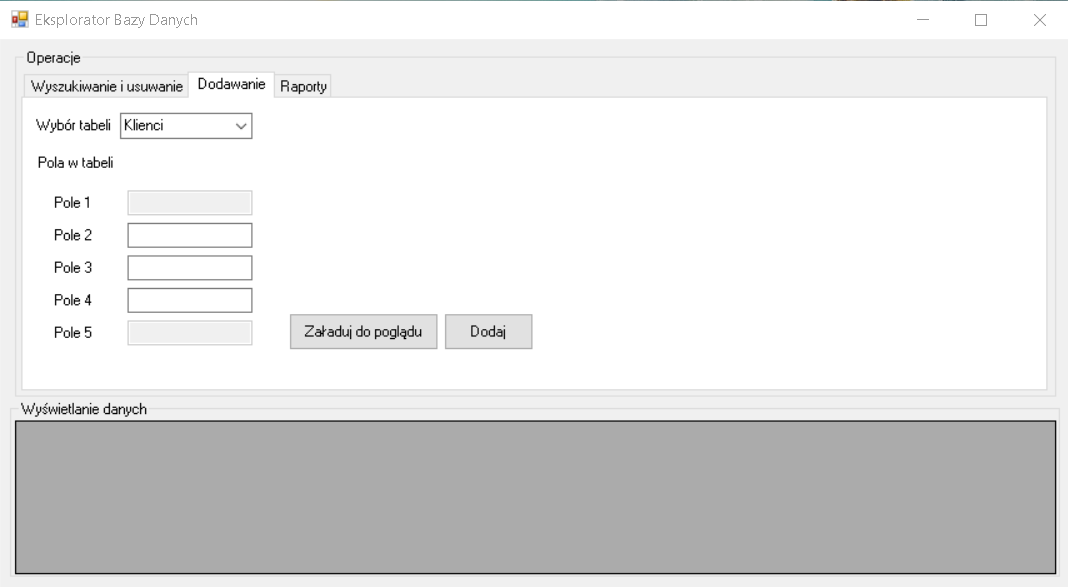 Eksplorator Bazy Danych
Operacje
Wyszukiwanie i usuwanie Dodawanie Raporty
Wybór tabeli Klienci
Pola w tabeli
Pole 1
Pole 2
Pole 3
Pole 4
Pole 5 Załaduj do poglądu Dodaj
Wyświetlanie danych